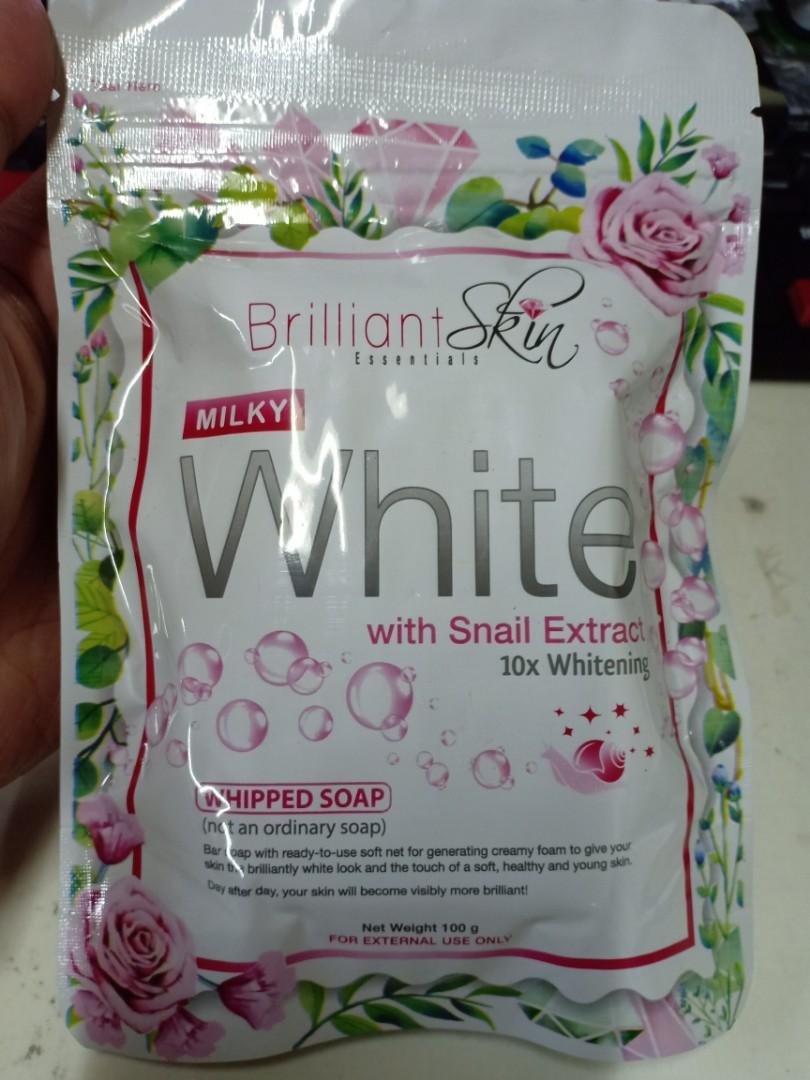 Brilliant Skin
Essentials
MILKY
White
with Snail Extract
10x Whitening
WHIPPED SOAP
(not an ordinary soap)
Bar soap with ready-to-use soft net for generating creamy foam to give your
skin the brilliantly white look and the touch of a soft, healthy and young skin.
Day after day, your skin will become visibly more brilliant!
Net Weight 100 g
FOR EXTERNAL USE ONLY